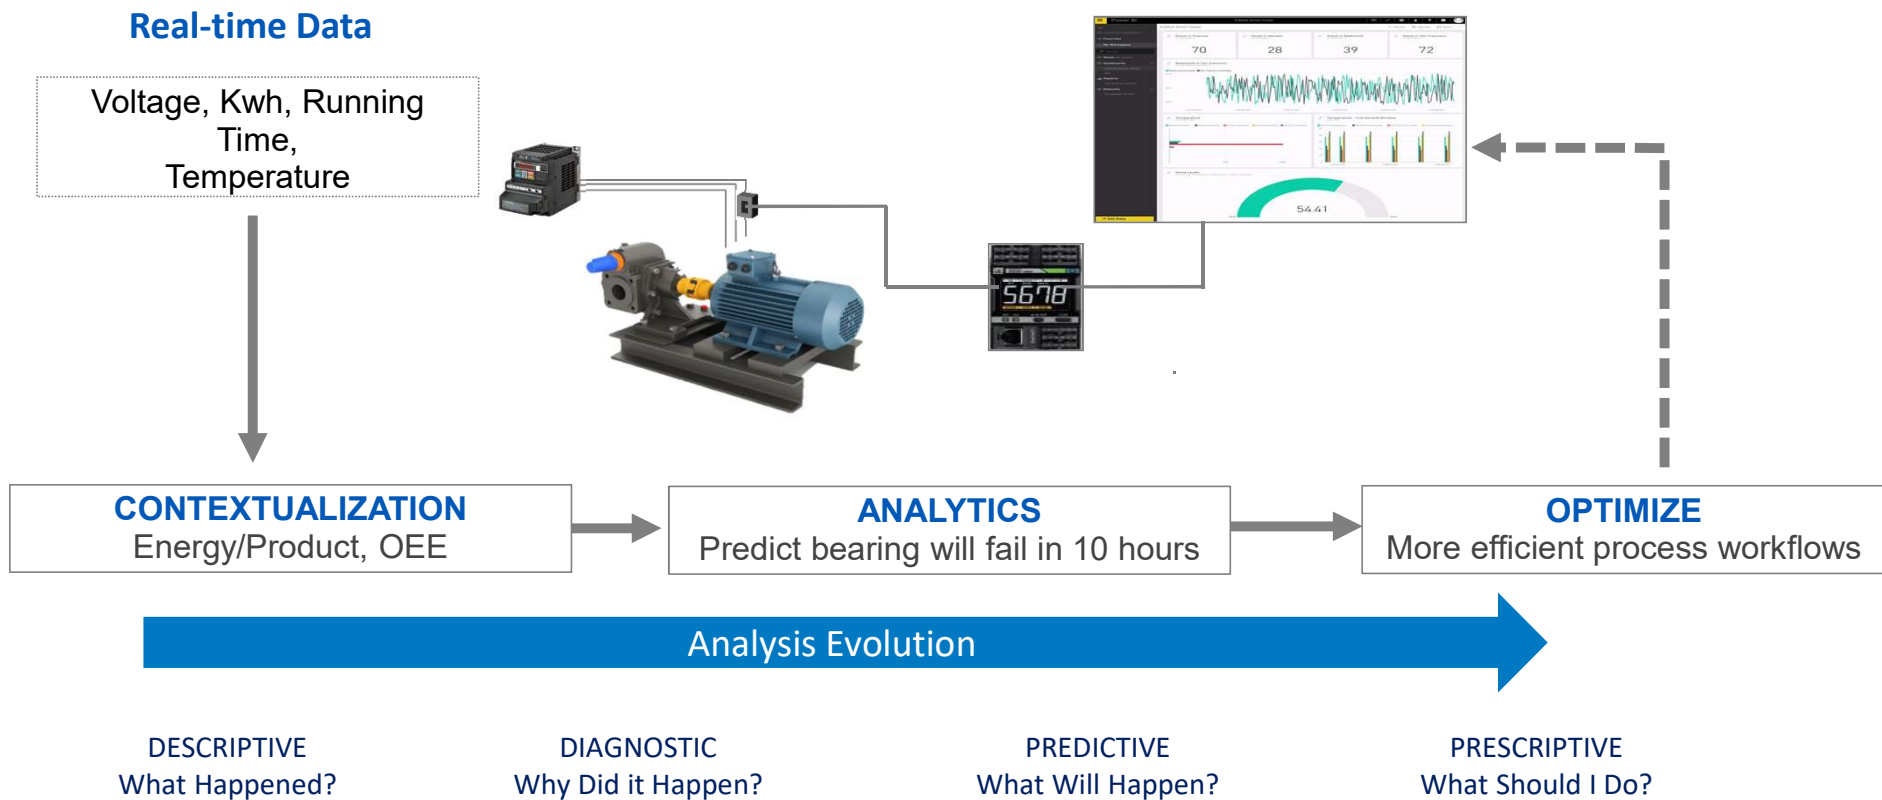 Real-time Data
Voltage, Kwh, Running
Time,
Temperature
Power BI
70
28
39
72
54.41
5678
CONTEXTUALIZATION
Energy/Product, OEE
ANALYTICS
Predict bearing will fail in 10 hours
OPTIMIZE
More efficient process workflows
Analysis Evolution
DESCRIPTIVE
What Happened?
DIAGNOSTIC
Why Did it Happen?
PREDICTIVE
What Will Happen?
PRESCRIPTIVE
What Should I Do?